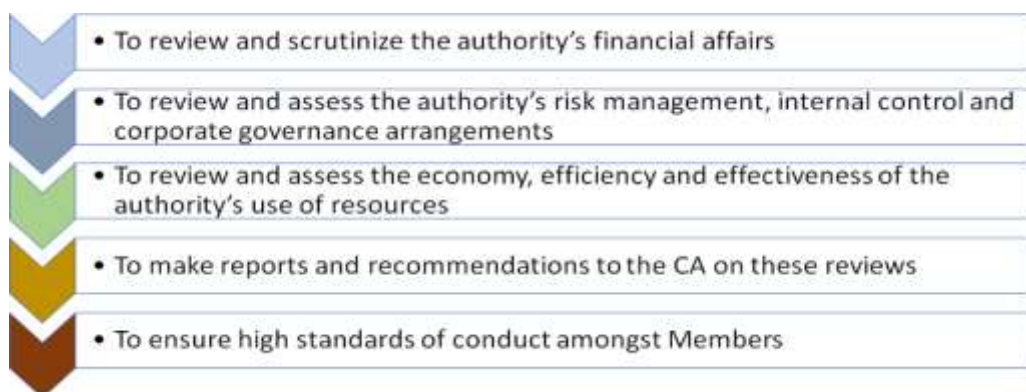 • To review and scrutinize the authority's financial affairs
• To review and assess the authority's risk management, internal control and
corporate governance arrangements
• To review and assess the economy, efficiency and effectiveness of the
authority's use of resources
• To make reports and recommendations to the CA on these reviews
• To ensure high standards of conduct amongst Members